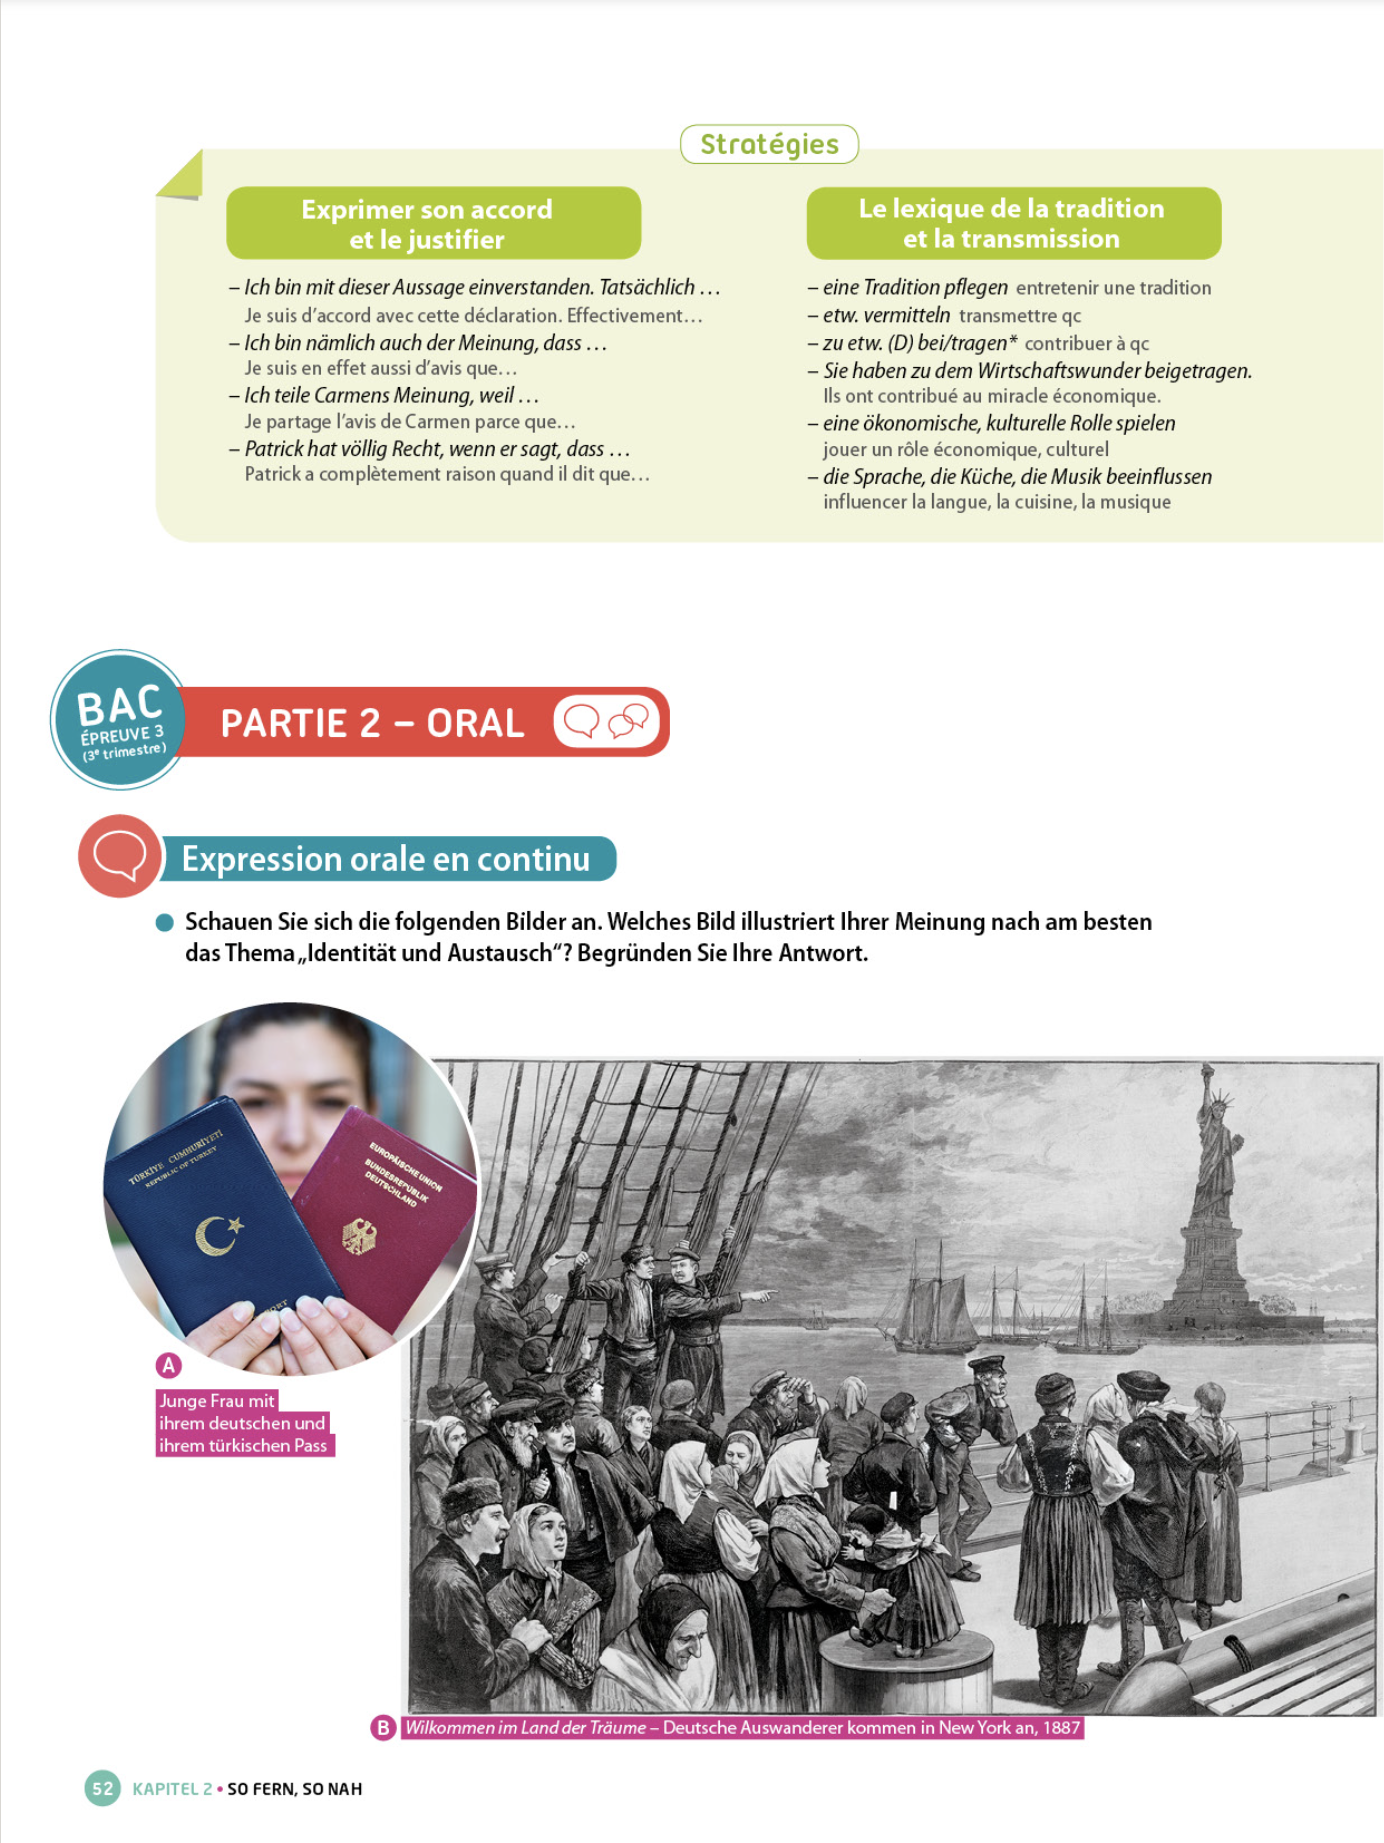 Stratégies
Exprimer son accord
et le justifier
– Ich bin mit dieser Aussage einverstanden. Tatsächlich …
Je suis d’accord avec cette déclaration. Effectivement…
– Ich bin nämlich auch der Meinung, dass …
Je suis en effet aussi d’avis que…
– Ich teile Carmens Meinung, weil …
Je partage l’avis de Carmen parce que…
– Patrick hat völlig Recht, wenn er sagt, dass …
Patrick a complètement raison quand il dit que…
Le lexique de la tradition
et la transmission
– eine Tradition pflegen entretenir une tradition
– etw. vermitteln transmettre qc
– zu etw. (D) bei/tragen* contribuer à qc
– Sie haben zu dem Wirtschaftswunder beigetragen.
Ils ont contribué au miracle économique.
– eine ökonomische, kulturelle Rolle spielen
jouer un rôle économique, culturel
– die Sprache, die Küche, die Musik beeinflussen
influencer la langue, la cuisine, la musique
BAC
ÉPREUVE 3
(3e trimestre)
PARTIE 2 – ORAL
Expression orale en continu
Schauen Sie sich die folgenden Bilder an. Welches Bild illustriert Ihrer Meinung nach am besten
das Thema „Identität und Austausch“? Begründen Sie Ihre Antwort.
TÜRKİYE CUMHURİYETİ
REPUBLIC OF TURKEY
EUROPÄISCHE UNION
BUNDESREPUBLIK
DEUTSCHLAND
A
Junge Frau mit
ihrem deutschen und
ihrem türkischen Pass
B Wilkommen im Land der Träume – Deutsche Auswanderer kommen in New York an, 1887
52 KAPITEL 2 • SO FERN, SO NAH